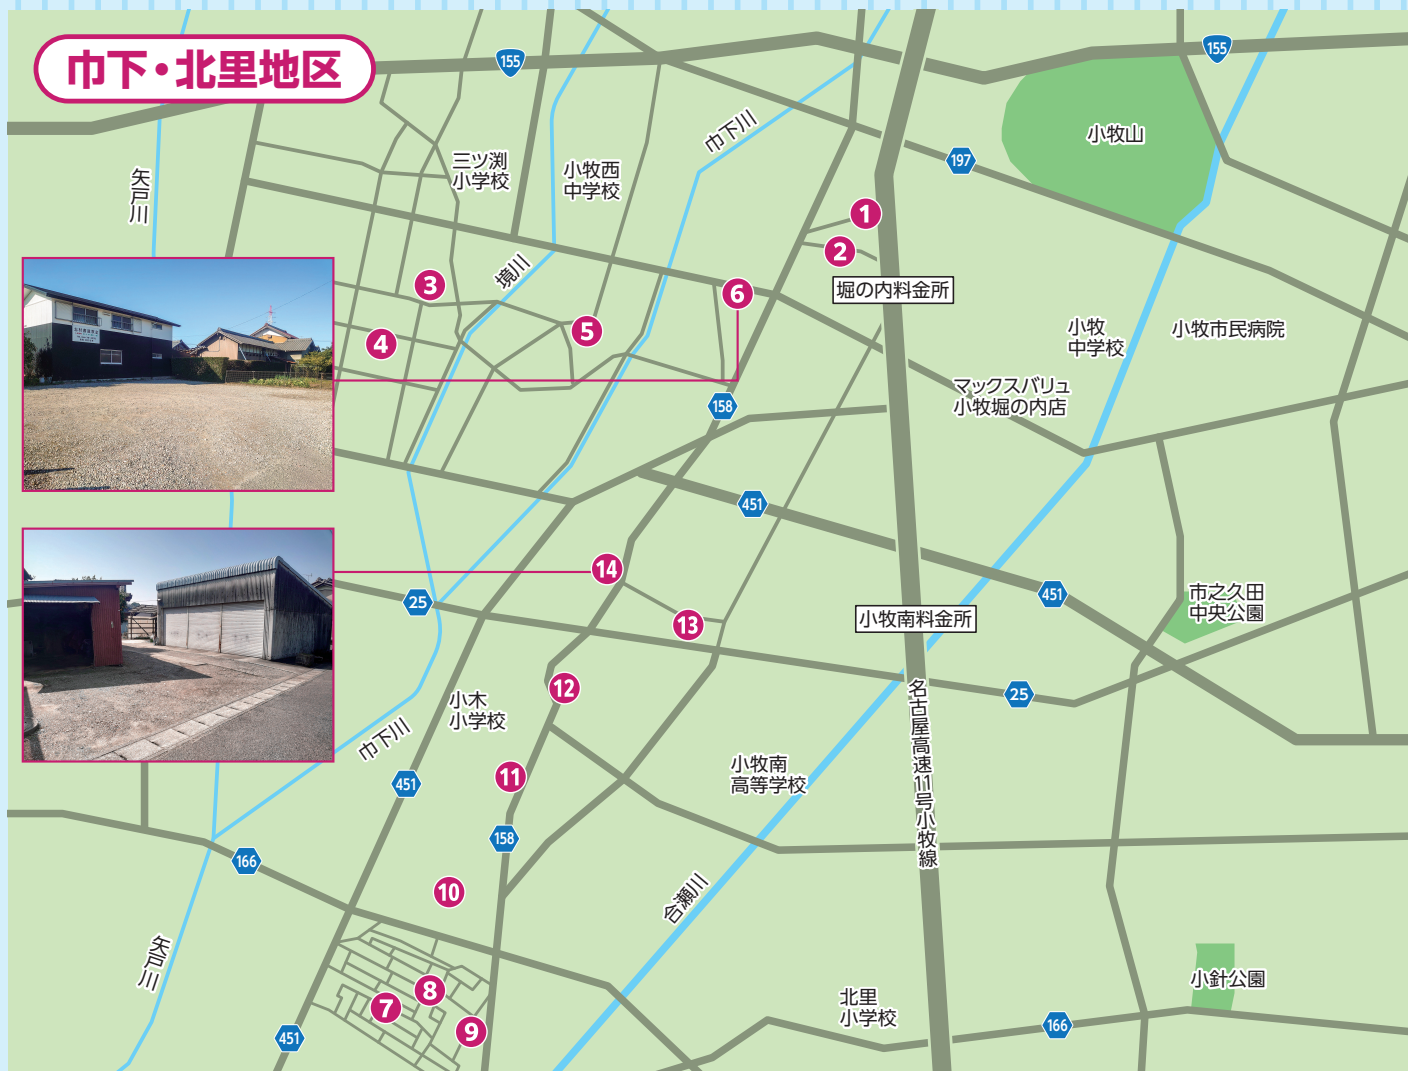 巾下・北里地区
155
155
小牧山
巾下川
197
三ツ渕
小学校
小牧西
中学校
矢戸川
1
2
境川
3
6
堀の内料金所
5
4
小牧
中学校
小牧市民病院
マックスバリュ
小牧堀の内店
158
451
14
25
13
451
市之久田
中央公園
小牧南料金所
12
25
小木
小学校
巾下川
名古屋高速11号小牧線
11
451
小牧南
高等学校
158
166
10
合瀬川
矢戸川
8
7
9
451
北里
小学校
小針公園
166